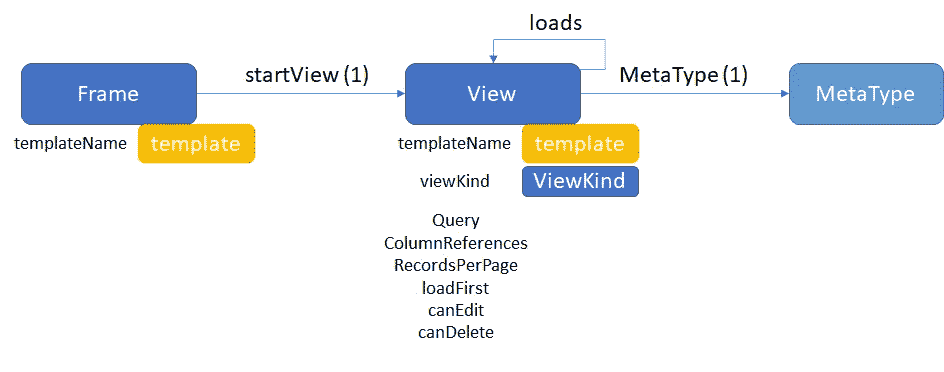 loads
startView (1)
MetaType (1)
Frame
View
MetaType
templateName
template
templateName
template
viewKind
ViewKind
Query
ColumnReferences
RecordsPerPage
loadFirst
canEdit
canDelete